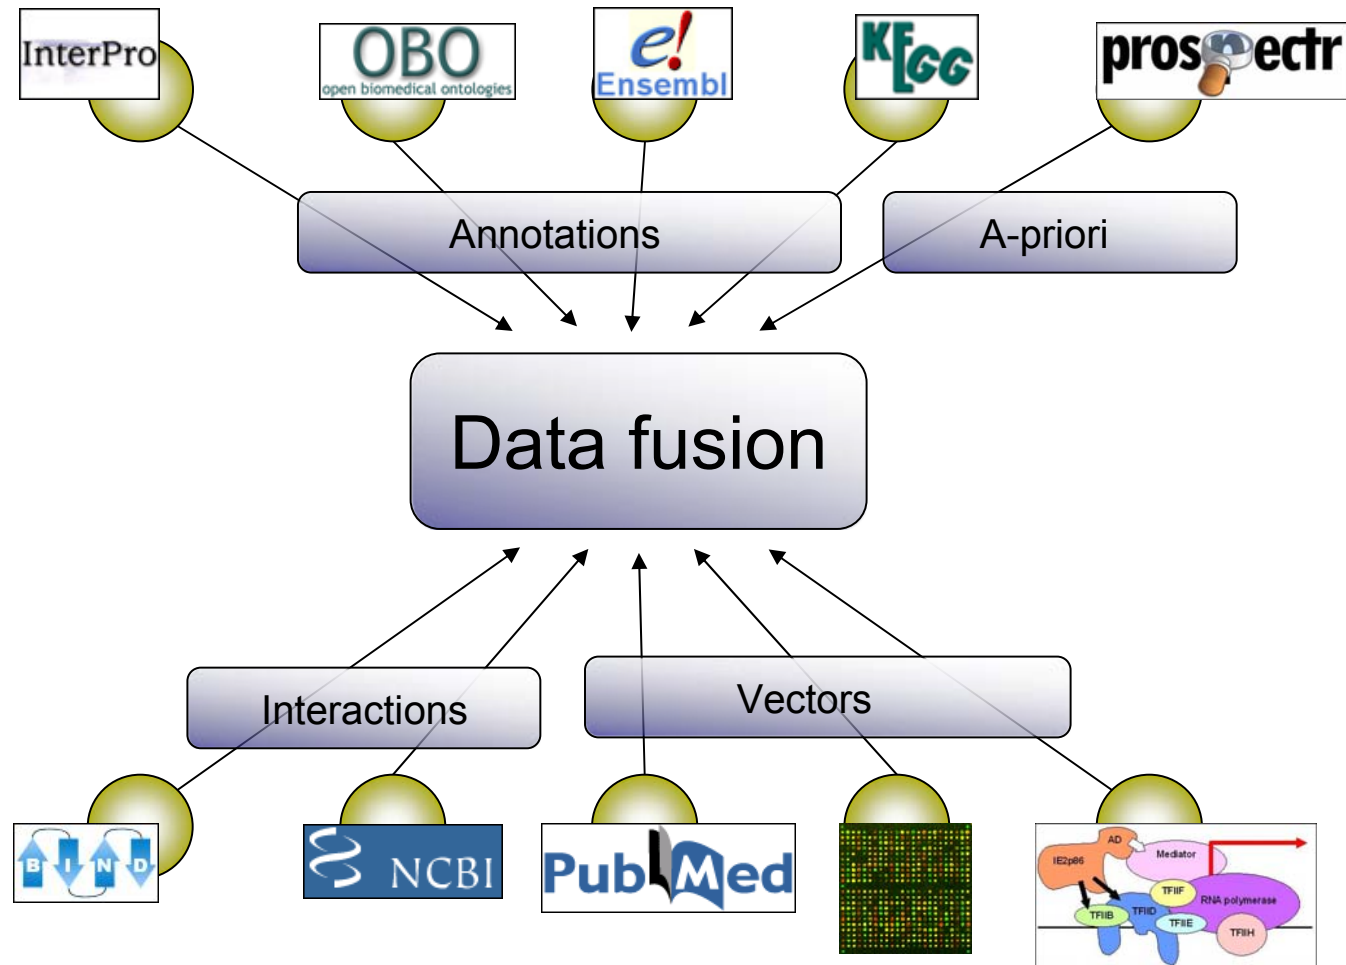 InterPro
OBO
open biomedical ontologies
e!
Ensembl
KEGG
prospectr
Annotations
A-priori
Data fusion
Interactions
Vectors
BIND
NCBI
PubMed
AD
Mediator
IE2p86
TFIIF
RNA polymerase
TFIIB
TFIID
TFIIE
TFIIH